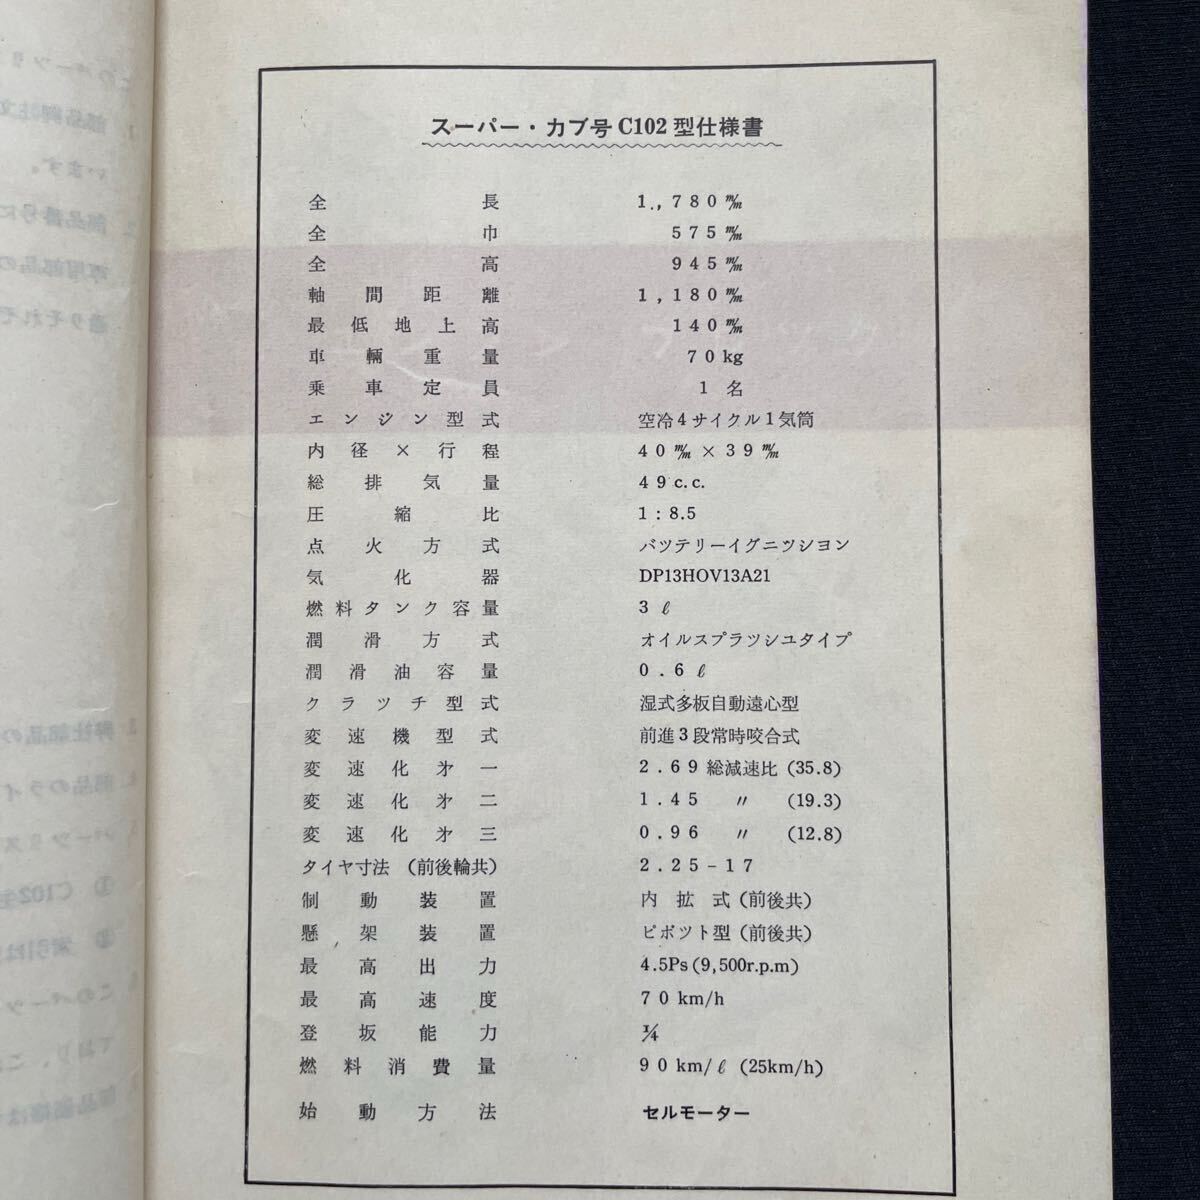 スーパー・カブ号C102型仕様書
全長 1,780㎜
全巾 575㎜
全高 945㎜
軸間距離 1,180㎜
最低地上高 140㎜
車輛重量 70kg
乗車定員 1名
エンジン型式 空冷4サイクル1気筒
内径×行程 40㎜×39㎜
総排気量 49c.c.
圧縮比 1:8.5
点火方式 バツテリーイグニツシヨン
気化器 DP13HOV13A21
燃料タンク容量 3ℓ
潤滑方式 オイルスプラツシユタイプ
潤滑油容量 0.6ℓ
クラツチ型式 湿式多板自動遠心型
変速機型式 前進3段常時咬合式
変速化才一 2.69 総減速比 (35.8)
変速化才二 1.45 〃 (19.3)
変速化才三 0.96 〃 (12.8)
タイヤ寸法 (前後輪共) 2.25-17
制動装置 内拡式(前後共)
懸架装置 ピボツト型(前後共)
最高出力 4.5Ps(9,500r.p.m)
最高速度 70km/h
登坂能力 ¼
燃料消費量 90km/ℓ (25km/h)
始動方法 セルモーター